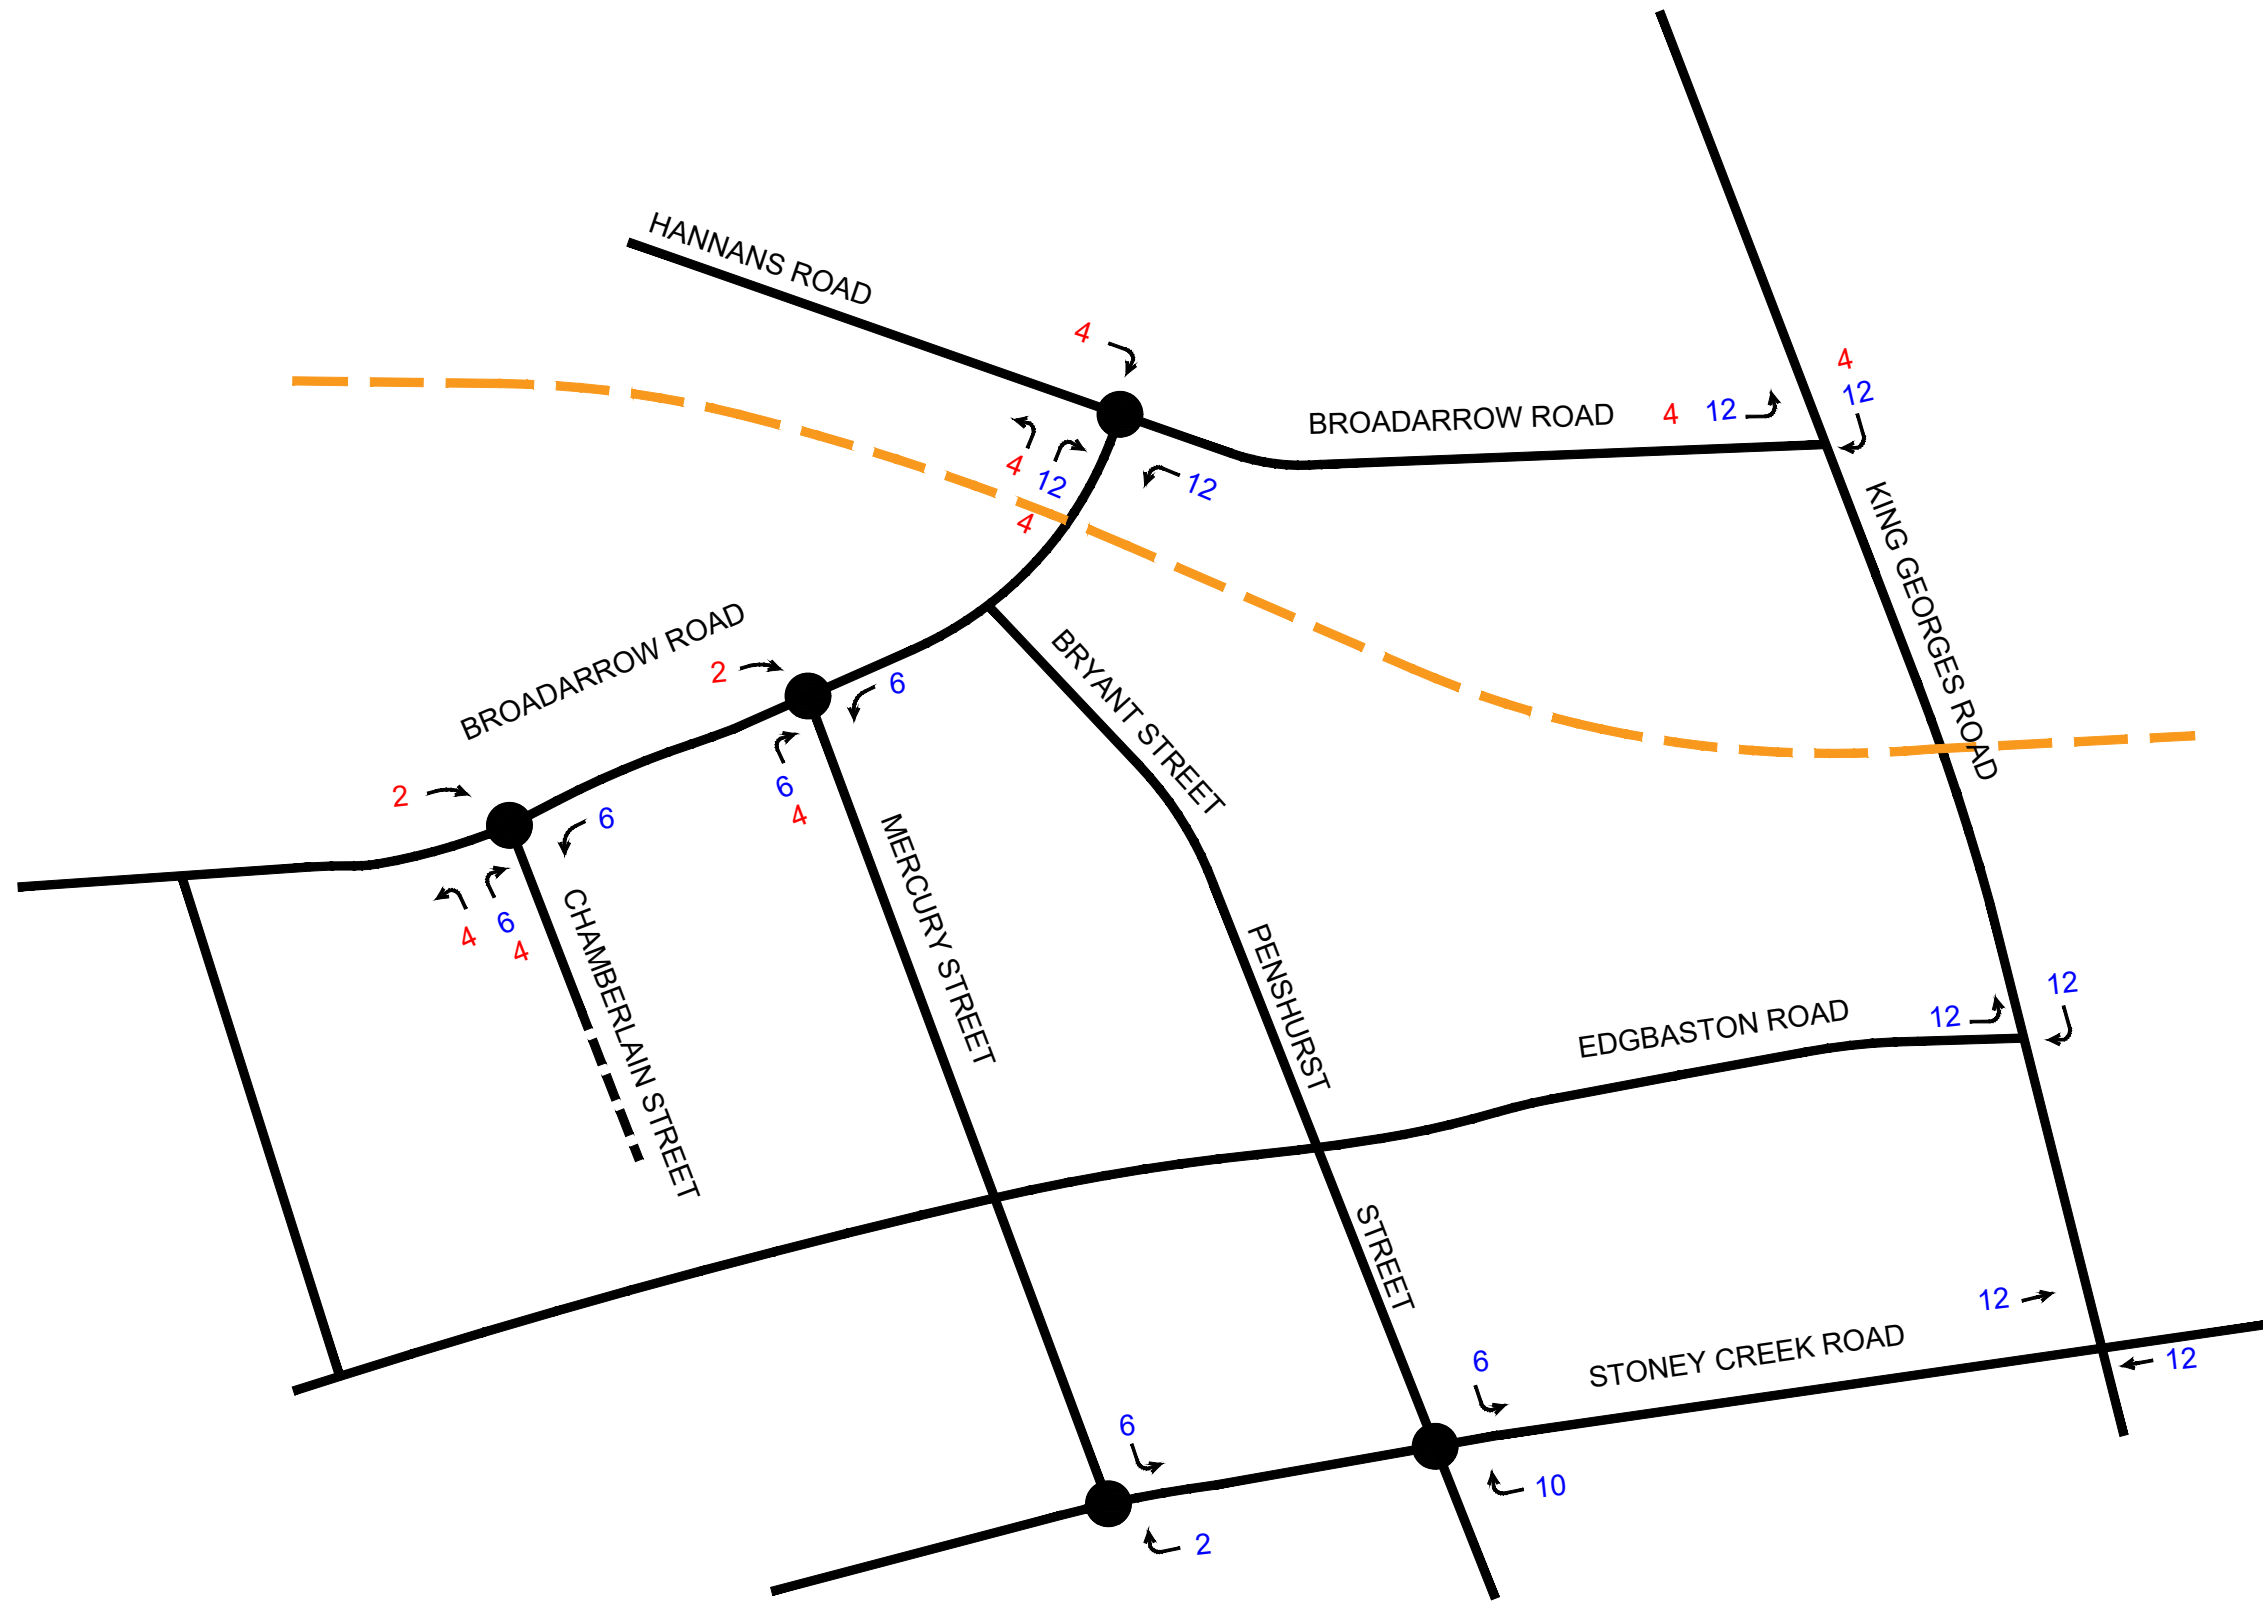 HANNANS ROAD
4
4
12
BROADARROW ROAD
4
12
4
12
12
4
KING GEORGES ROAD
BROADARROW ROAD
2
6
BRYANT STREET
6
4
2
6
4
6
4
CHAMBERLAIN STREET
MERCURY STREET
PENSHURST
STREET
12
12
EDGBASTON ROAD
12
12
STONEY CREEK ROAD
6
10
6
2